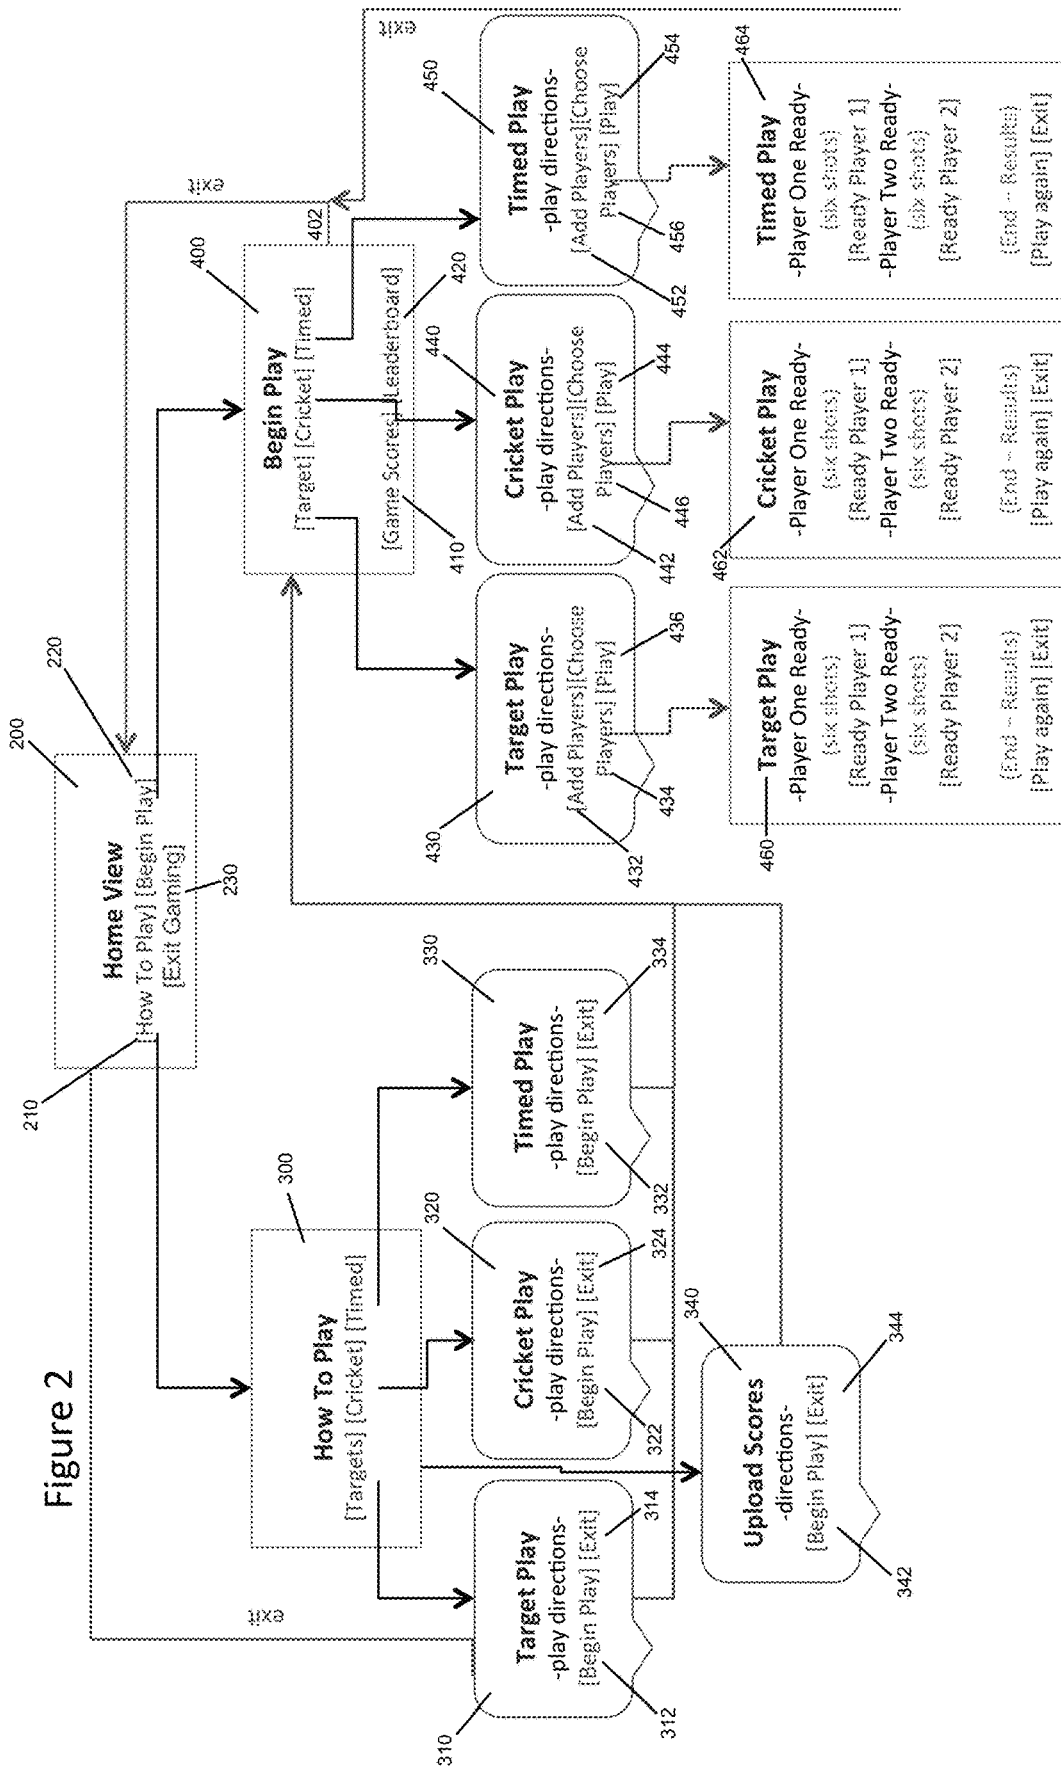 Figure 2
200
Home View
[How To Play] [Begin Play]
[Exit Gaming]
210
220
230
exit
exit
exit
300
How To Play
[Targets] [Cricket] [Timed]
310
Target Play
-play directions-
[Begin Play] [Exit]
312
314
320
Cricket Play
-play directions-
[Begin Play] [Exit]
322
324
330
Timed Play
-play directions-
[Begin Play] [Exit]
332
334
340
Upload Scores
-directions-
[Begin Play] [Exit]
342
344
400
402
Begin Play
[Target] [Cricket] [Timed]
[Game Scores] [Leaderboard]
410
420
430
Target Play
-play directions-
[Add Players][Choose
Players] [Play]
432
434
436
440
Cricket Play
-play directions-
[Add Players][Choose
Players] [Play]
442
446
444
450
Timed Play
-play directions-
[Add Players][Choose
Players] [Play]
452
456
454
460
Target Play
-Player One Ready-
(six shots)
[Ready Player 1]
-Player Two Ready-
(six shots)
[Ready Player 2]
(End - Results)
[Play again] [Exit]
462
Cricket Play
-Player One Ready-
(six shots)
[Ready Player 1]
-Player Two Ready-
(six shots)
[Ready Player 2]
(End - Results)
[Play again] [Exit]
464
Timed Play
-Player One Ready-
(six shots)
[Ready Player 1]
-Player Two Ready-
(six shots)
[Ready Player 2]
(End - Results)
[Play again] [Exit]